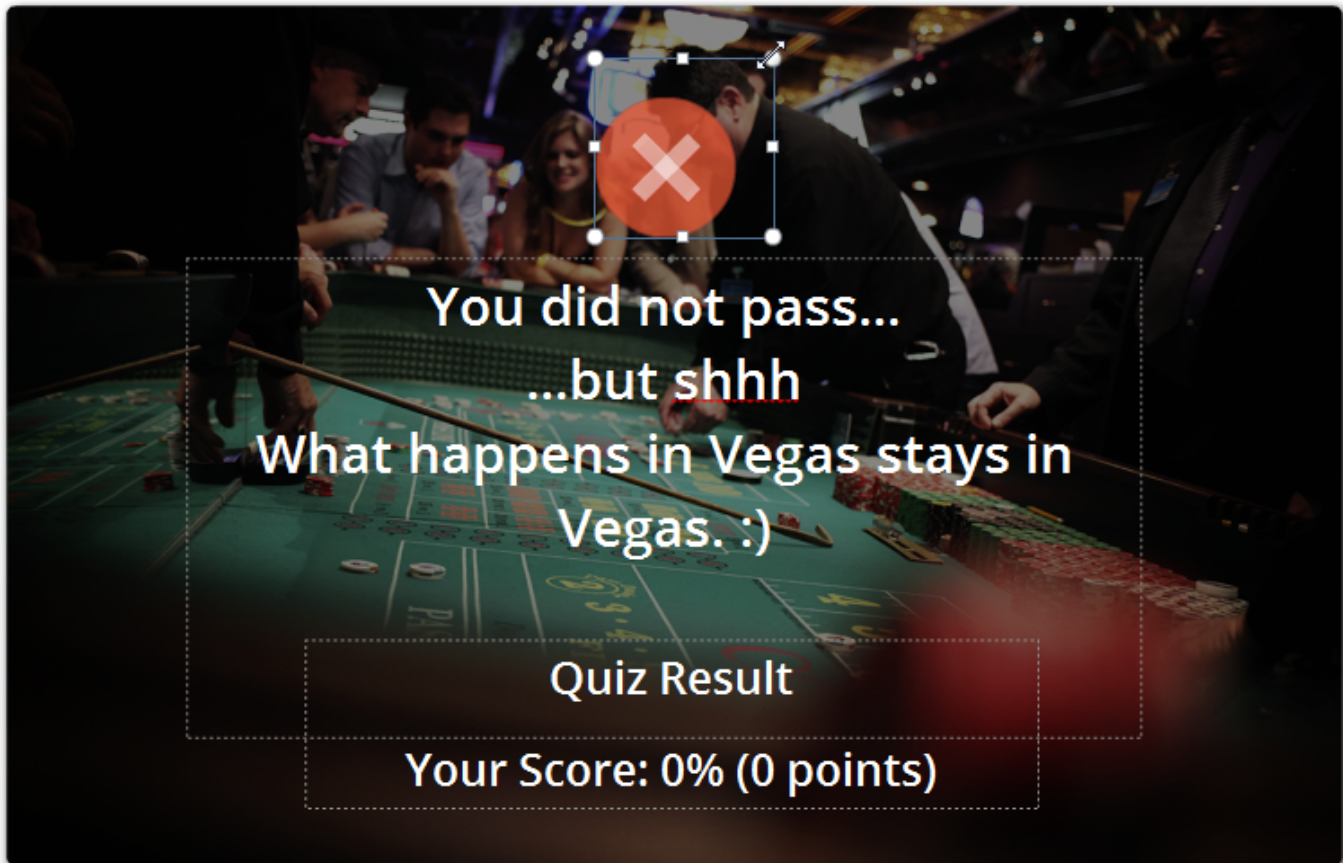 You did not pass...
...but shhh
What happens in Vegas stays in
Vegas. :)
Quiz Result
Your Score: 0% (0 points)